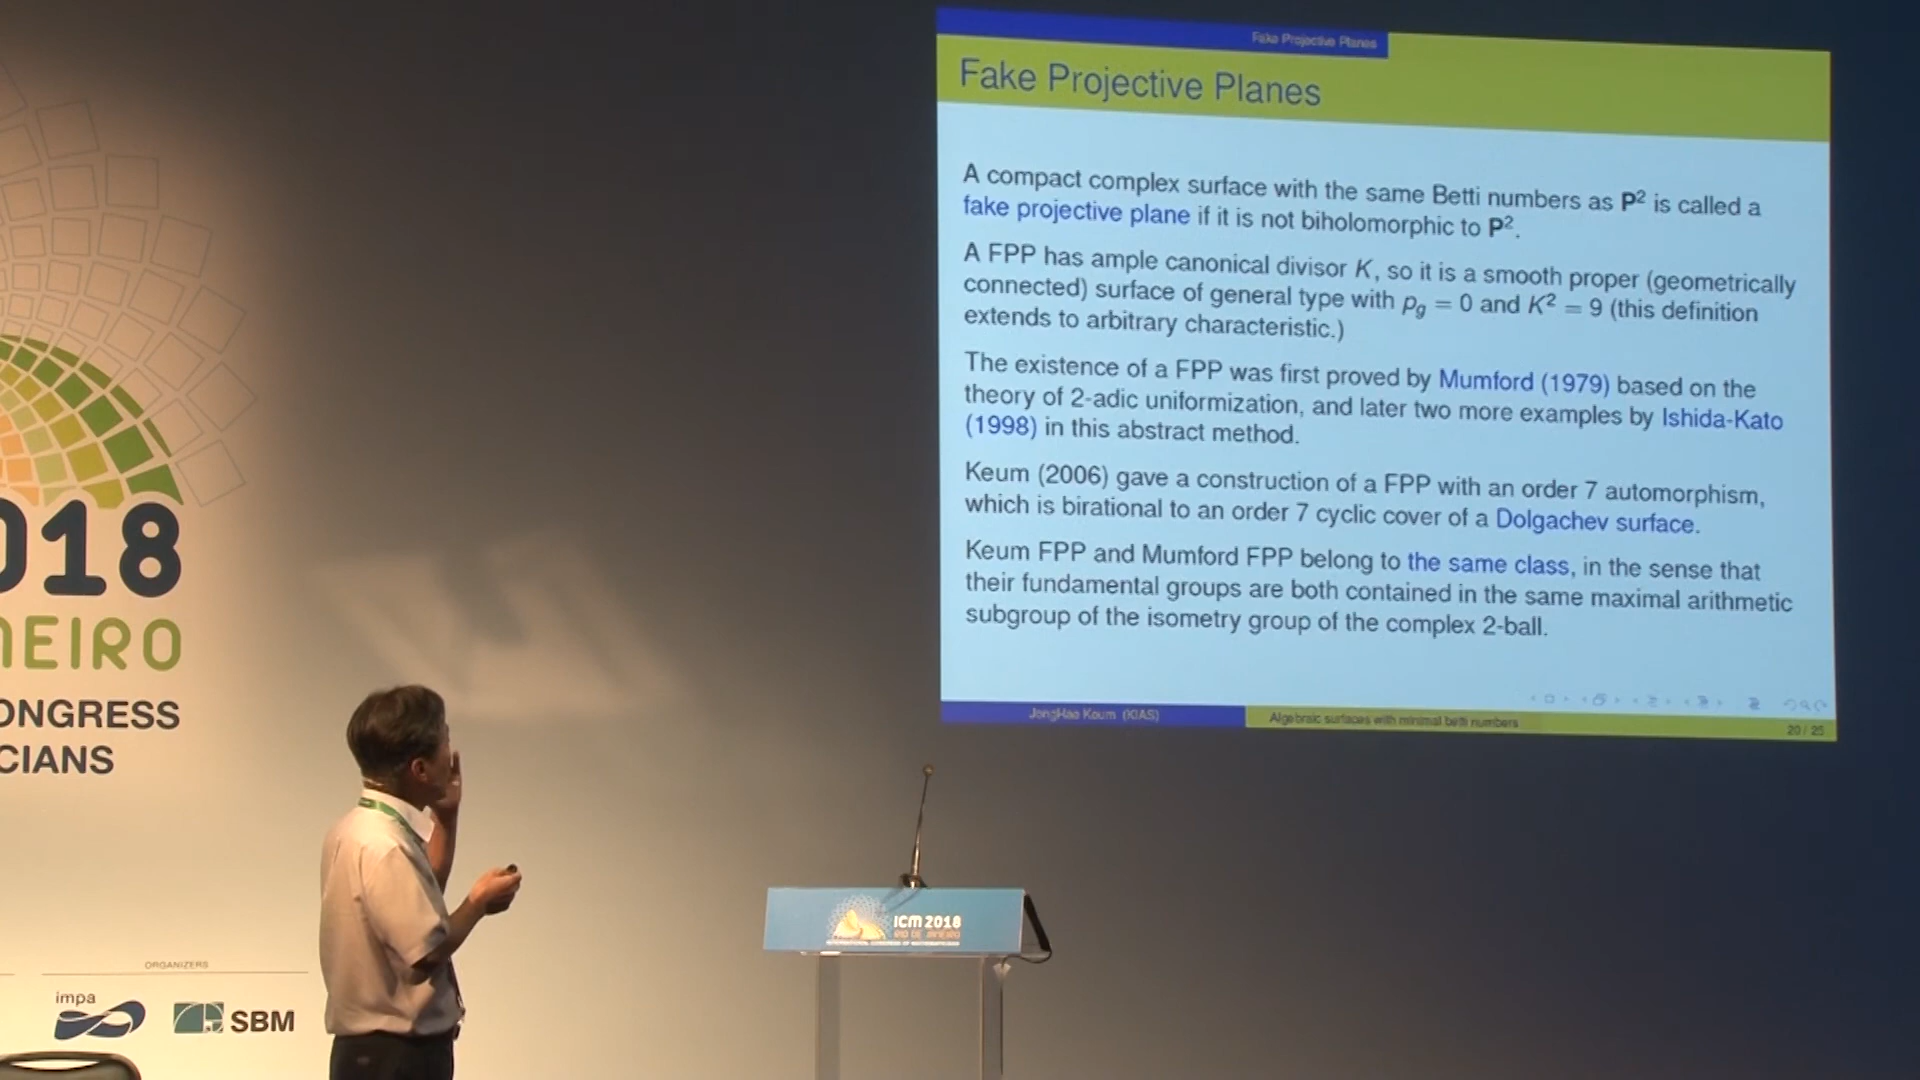 Fake Projective Planes
Fake Projective Planes
A compact complex surface with the same Betti numbers as P² is called a
fake projective plane if it is not biholomorphic to P².
A FPP has ample canonical divisor K, so it is a smooth proper (geometrically
connected) surface of general type with pg = 0 and K² = 9 (this definition
extends to arbitrary characteristic.)
The existence of a FPP was first proved by Mumford (1979) based on the
theory of 2-adic uniformization, and later two more examples by Ishida-Kato
(1998) in this abstract method.
Keum (2006) gave a construction of a FPP with an order 7 automorphism,
which is birational to an order 7 cyclic cover of a Dolgachev surface.
Keum FPP and Mumford FPP belong to the same class, in the sense that
their fundamental groups are both contained in the same maximal arithmetic
subgroup of the isometry group of the complex 2-ball.
JongHae Keum (KIAS)
Algebraic surfaces with minimal betti numbers
20 / 25
018
NEIRO
ONGRESS
CIANS
ORGANIZERS
impa
SBM
ICM 2018
RIO DE JANEIRO
INTERNATIONAL CONGRESS OF MATHEMATICIANS